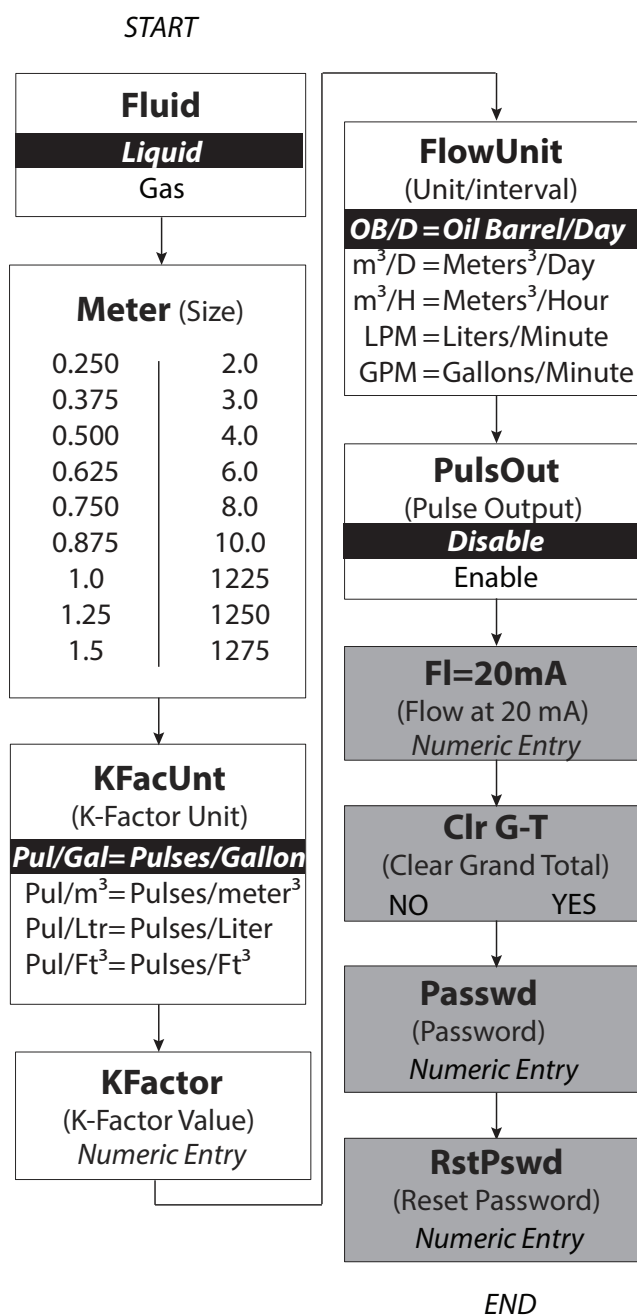 START
Fluid
Liquid
Gas
Meter (Size)
0.250 2.0
0.375 3.0
0.500 4.0
0.625 6.0
0.750 8.0
0.875 10.0
1.0 1225
1.25 1250
1.5 1275
KFacUnt
(K-Factor Unit)
Pul/Gal= Pulses/Gallon
Pul/m³= Pulses/meter³
Pul/Ltr= Pulses/Liter
Pul/Ft³= Pulses/Ft³
KFactor
(K-Factor Value)
Numeric Entry
FlowUnit
(Unit/interval)
OB/D = Oil Barrel/Day
m³/D = Meters³/Day
m³/H = Meters³/Hour
LPM = Liters/Minute
GPM = Gallons/Minute
PulsOut
(Pulse Output)
Disable
Enable
Fl=20mA
(Flow at 20 mA)
Numeric Entry
Clr G-T
(Clear Grand Total)
NO YES
Passwd
(Password)
Numeric Entry
RstPswd
(Reset Password)
Numeric Entry
END